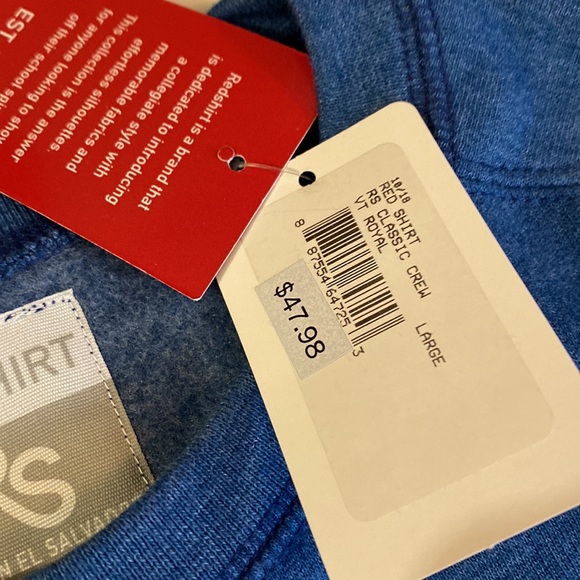 EST
Redshirt is a brand that
is dedicated to introducing
a collegiate style with
memorable fabrics and
effortless silhouettes.
This collection is the answer
for anyone looking to show
of their school spi
10/18
RED SHIRT
RS CLASSIC CREW
VT ROYAL
LARGE
8 87554 64725 3
$47.98
HIRT
RS
N EL SALVA